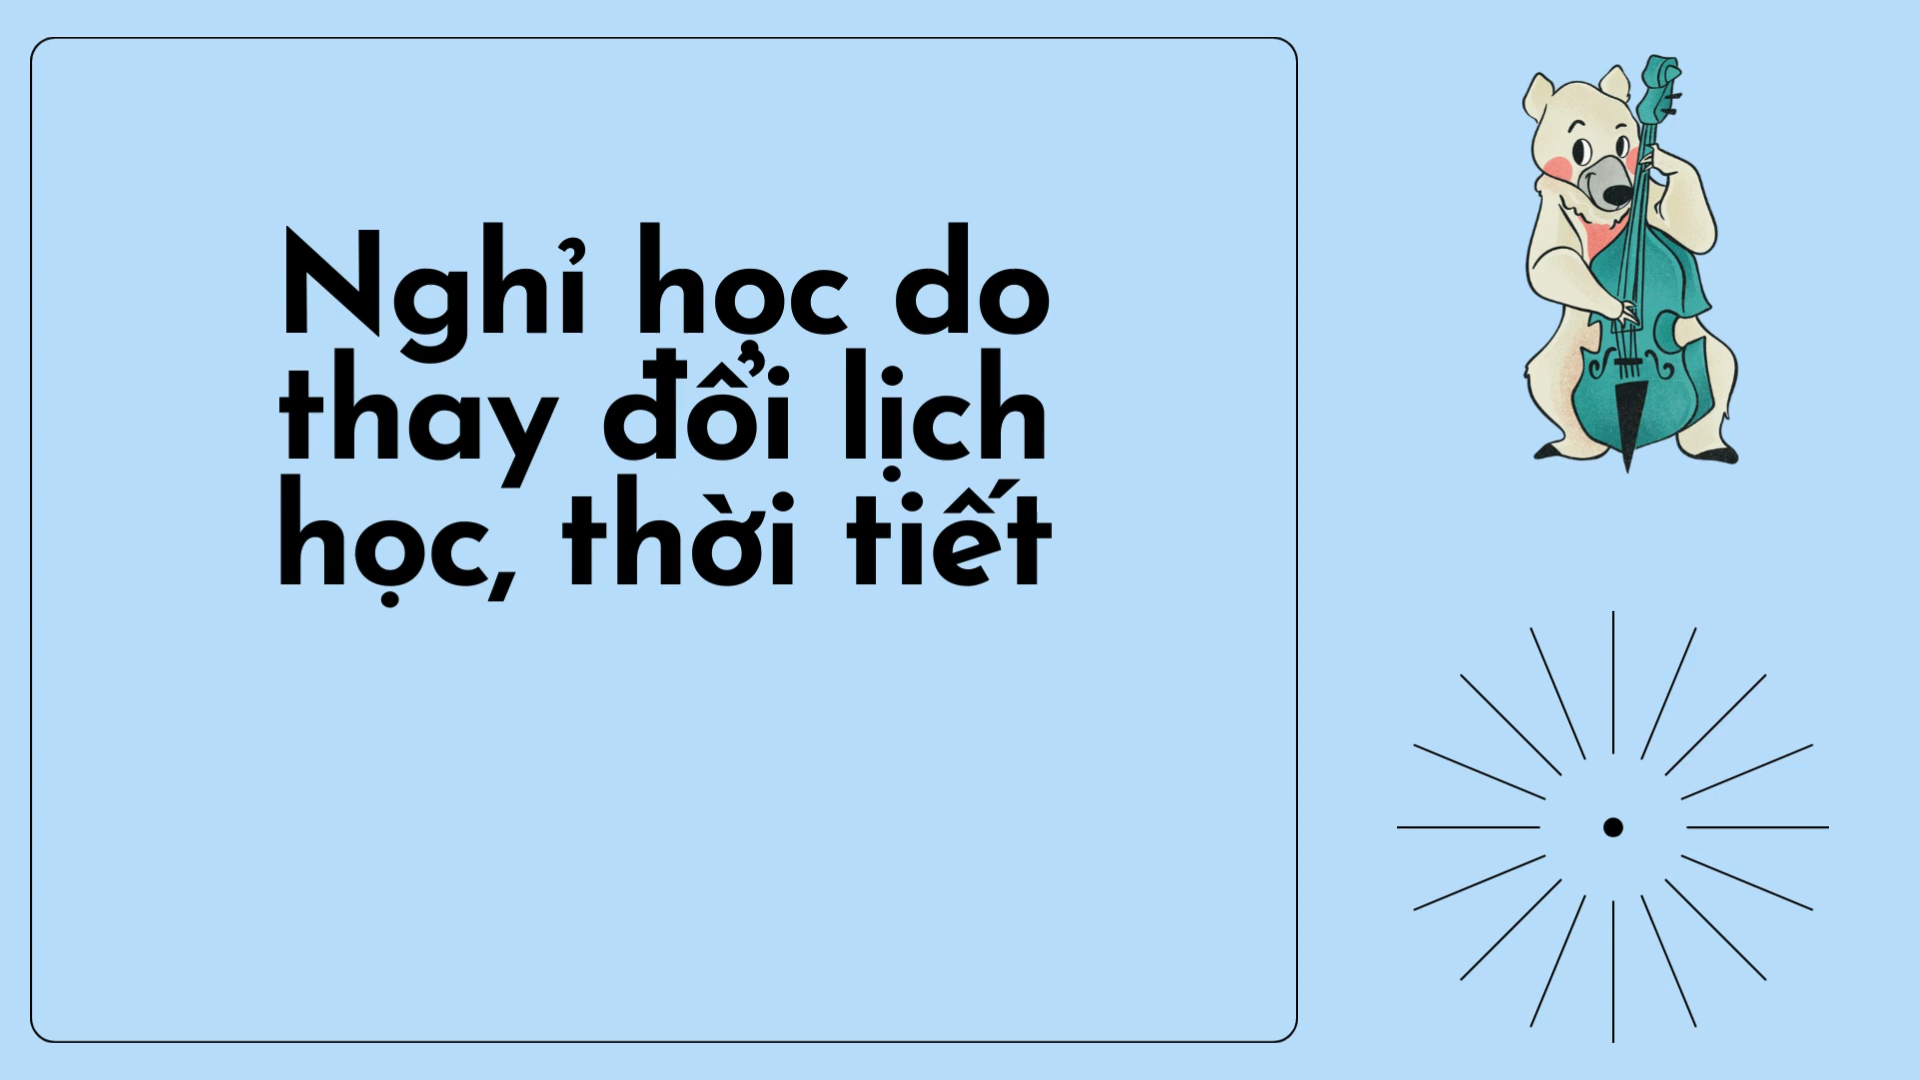 Nghỉ học do
thay đổi lịch
học, thời tiết